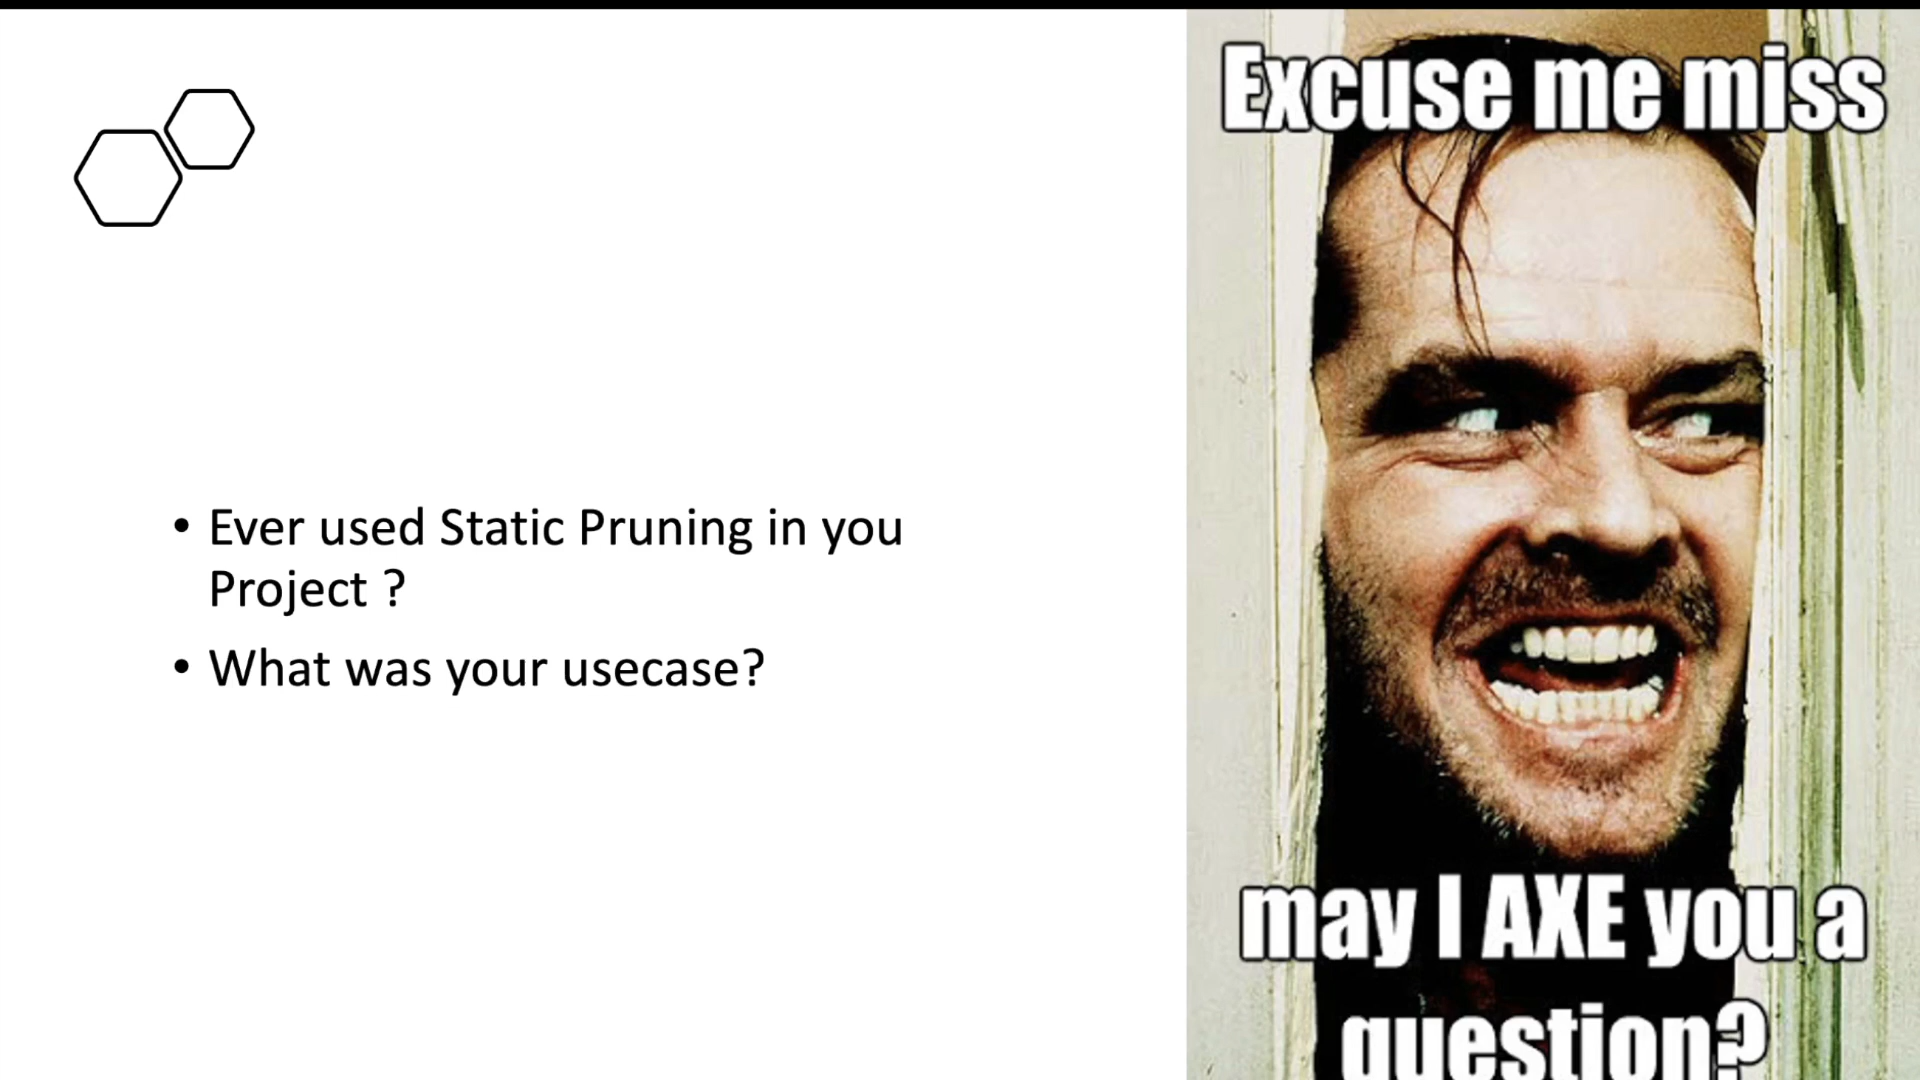 • Ever used Static Pruning in you
Project ?
• What was your usecase?
Excuse me miss
may I AXE you a
question?